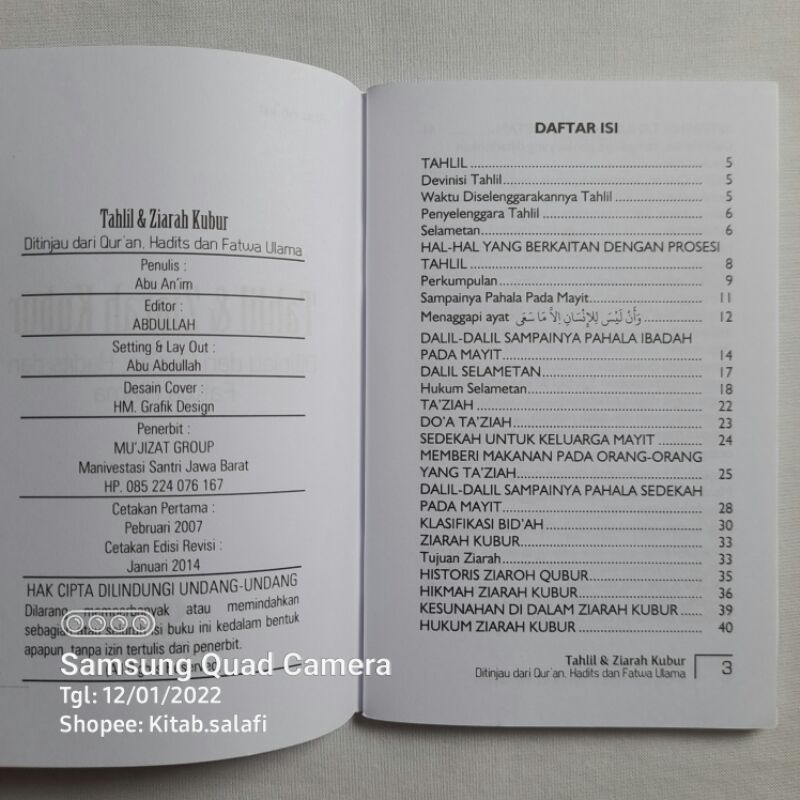 Tahlil & Ziarah Kubur
Ditinjau dari Qur'an, Hadits dan Fatwa Ulama
Penulis :
Abu An'im
Editor :
ABDULLAH
Setting & Lay Out :
Abu Abdullah
Desain Cover :
HM. Grafik Design
Penerbit :
MU'JIZAT GROUP
Manivestasi Santri Jawa Barat
HP. 085 224 076 167
Cetakan Pertama :
Pebruari 2007
Cetakan Edisi Revisi :
Januari 2014
HAK CIPTA DILINDUNGI UNDANG-UNDANG
Dilarang memperbanyak atau memindahkan
sebagian atau seluruh isi buku ini kedalam bentuk
apapun, tanpa izin tertulis dari penerbit.
Samsung Quad Camera
Tgl: 12/01/2022
Shopee: Kitab.salafi
DAFTAR ISI
TAHLIL ........ 5
Devinisi Tahlil ........ 5
Waktu Diselenggarakannya Tahlil ........ 5
Penyelenggara Tahlil ........ 6
Selametan ........ 6
HAL-HAL YANG BERKAITAN DENGAN PROSESI
TAHLIL ........ 8
Perkumpulan ........ 9
Sampainya Pahala Pada Mayit ........ 11
Menaggapi ayat وَأَنْ لَيْسَ لِلْإِنْسَانِ إِلاَّ مَا سَعَى ........ 12
DALIL-DALIL SAMPAINYA PAHALA IBADAH
PADA MAYIT ........ 14
DALIL SELAMETAN ........ 17
Hukum Selametan ........ 18
TA'ZIAH ........ 22
DO'A TA'ZIAH ........ 23
SEDEKAH UNTUK KELUARGA MAYIT ........ 24
MEMBERI MAKANAN PADA ORANG-ORANG
YANG TA'ZIAH ........ 25
DALIL-DALIL SAMPAINYA PAHALA SEDEKAH
PADA MAYIT ........ 28
KLASIFIKASI BID'AH ........ 30
ZIARAH KUBUR ........ 33
Tujuan Ziarah ........ 33
HISTORIS ZIAROH QUBUR ........ 35
HIKMAH ZIARAH KUBUR ........ 36
KESUNAHAN DI DALAM ZIARAH KUBUR ........ 39
HUKUM ZIARAH KUBUR ........ 40
Tahlil & Ziarah Kubur
Ditinjau dari Qur'an, Hadits dan Fatwa Ulama
3